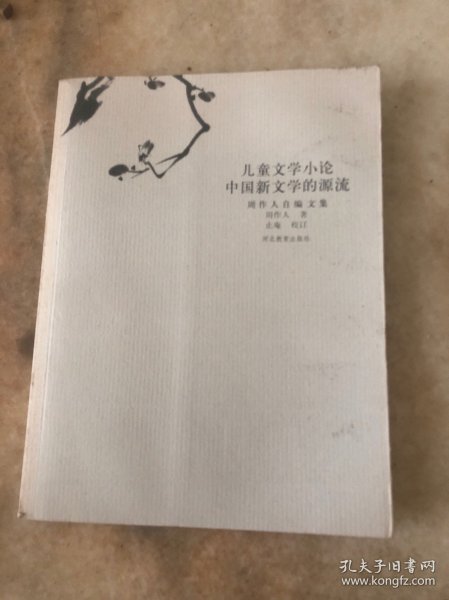 儿童文学小论
中国新文学的源流
周作人自编文集
周作人 著
止庵 校订
河北教育出版社
孔夫子旧书网
www.kongfz.com